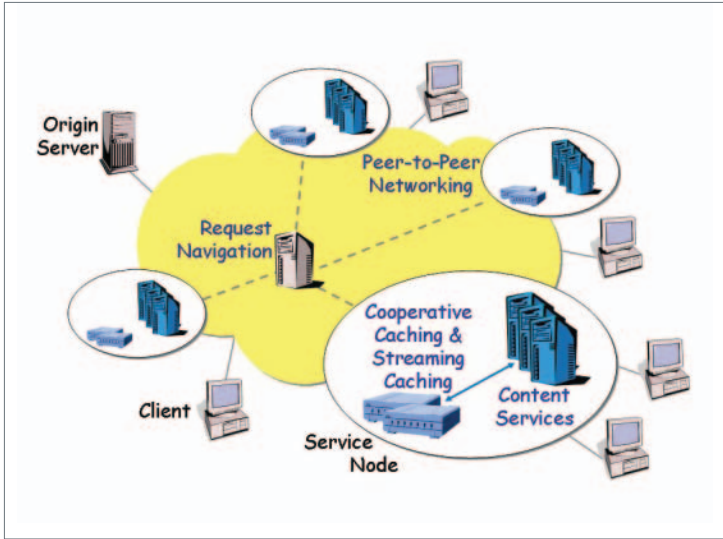 Origin
Server
Peer-to-Peer
Networking
Request
Navigation
Cooperative
Caching &
Streaming
Caching
Content
Services
Client
Service
Node